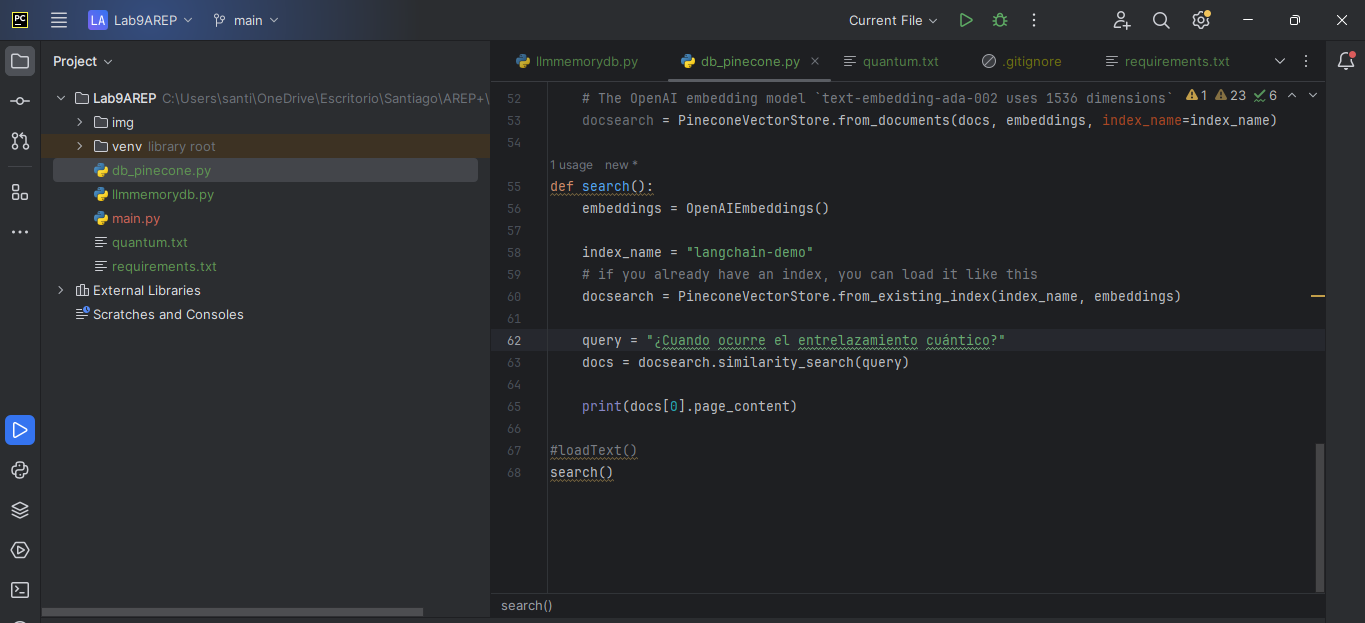 PC
LA Lab9AREP main Current File
Project
Lab9AREP C:\Users\santi\OneDrive\Escritorio\Santiago\AREP+\
img
venv library root
db_pinecone.py
llmmemorydb.py
main.py
quantum.txt
requirements.txt
External Libraries
Scratches and Consoles
llmmemorydb.py db_pinecone.py quantum.txt .gitignore requirements.txt
1 23 6
52 # The OpenAI embedding model `text-embedding-ada-002 uses 1536 dimensions`
53 docsearch = PineconeVectorStore.from_documents(docs, embeddings, index_name=index_name)
54
1 usage new *
55 def search():
56 embeddings = OpenAIEmbeddings()
57
58 index_name = "langchain-demo"
59 # if you already have an index, you can load it like this
60 docsearch = PineconeVectorStore.from_existing_index(index_name, embeddings)
61
62 query = "¿Cuando ocurre el entrelazamiento cuántico?"
63 docs = docsearch.similarity_search(query)
64
65 print(docs[0].page_content)
66
67 #loadText()
68 search()
search()